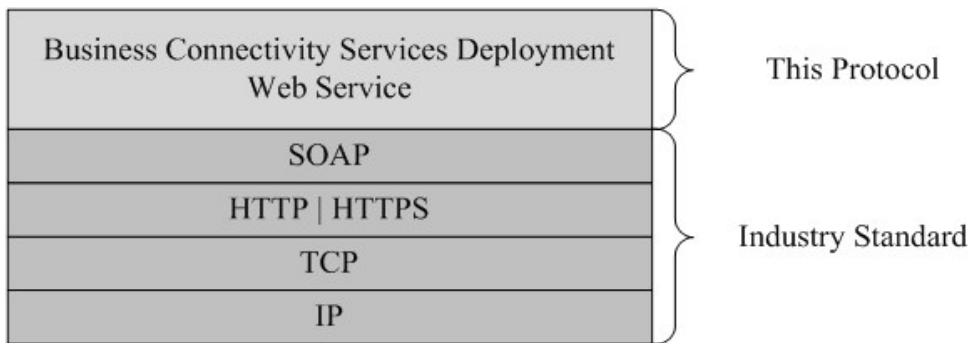 Business Connectivity Services Deployment
Web Service
This Protocol
SOAP
HTTP | HTTPS
TCP
IP
Industry Standard